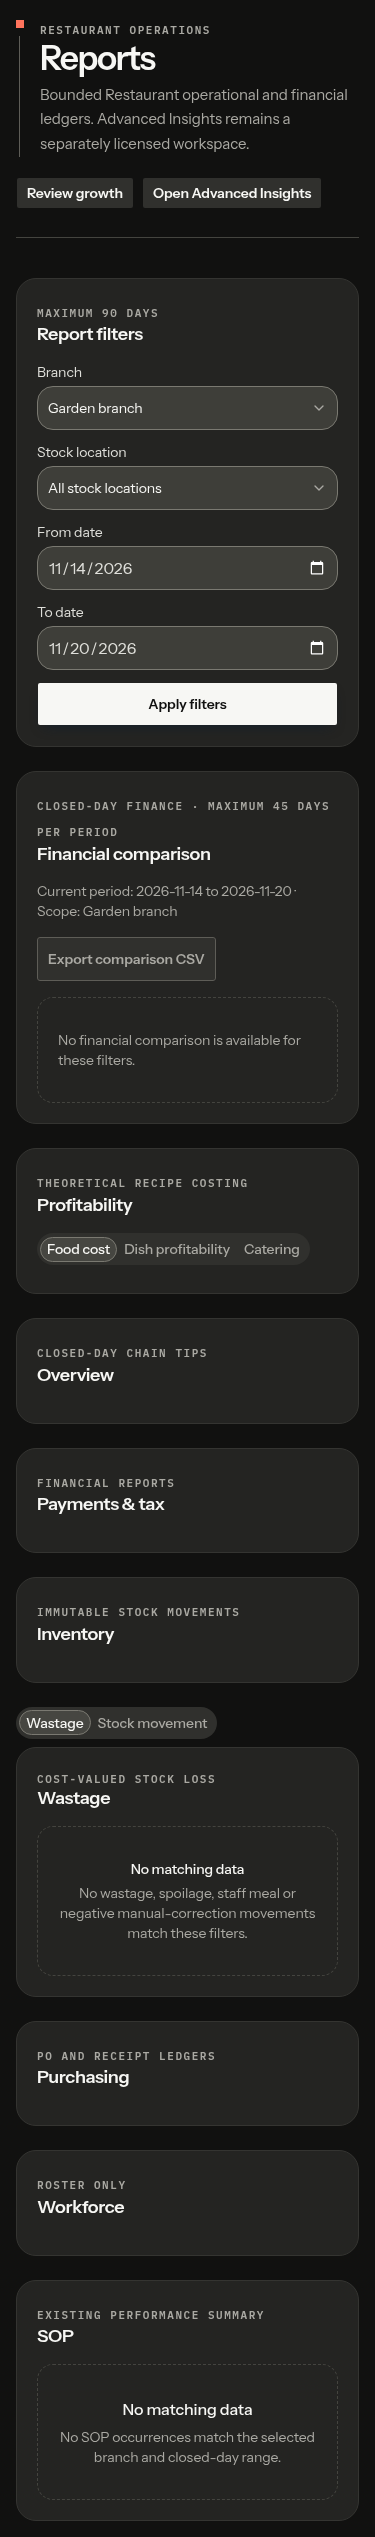 RESTAURANT OPERATIONS
Reports
Bounded Restaurant operational and financial
ledgers. Advanced Insights remains a
separately licensed workspace.
Review growth
Open Advanced Insights
MAXIMUM 90 DAYS
Report filters
Branch
Garden branch
Stock location
All stock locations
From date
11/14/2026
To date
11/20/2026
Apply filters
CLOSED-DAY FINANCE · MAXIMUM 45 DAYS
PER PERIOD
Financial comparison
Current period: 2026-11-14 to 2026-11-20 ·
Scope: Garden branch
Export comparison CSV
No financial comparison is available for
these filters.
THEORETICAL RECIPE COSTING
Profitability
Food cost Dish profitability Catering
CLOSED-DAY CHAIN TIPS
Overview
FINANCIAL REPORTS
Payments & tax
IMMUTABLE STOCK MOVEMENTS
Inventory
Wastage Stock movement
COST-VALUED STOCK LOSS
Wastage
No matching data
No wastage, spoilage, staff meal or
negative manual-correction movements
match these filters.
PO AND RECEIPT LEDGERS
Purchasing
ROSTER ONLY
Workforce
EXISTING PERFORMANCE SUMMARY
SOP
No matching data
No SOP occurrences match the selected
branch and closed-day range.